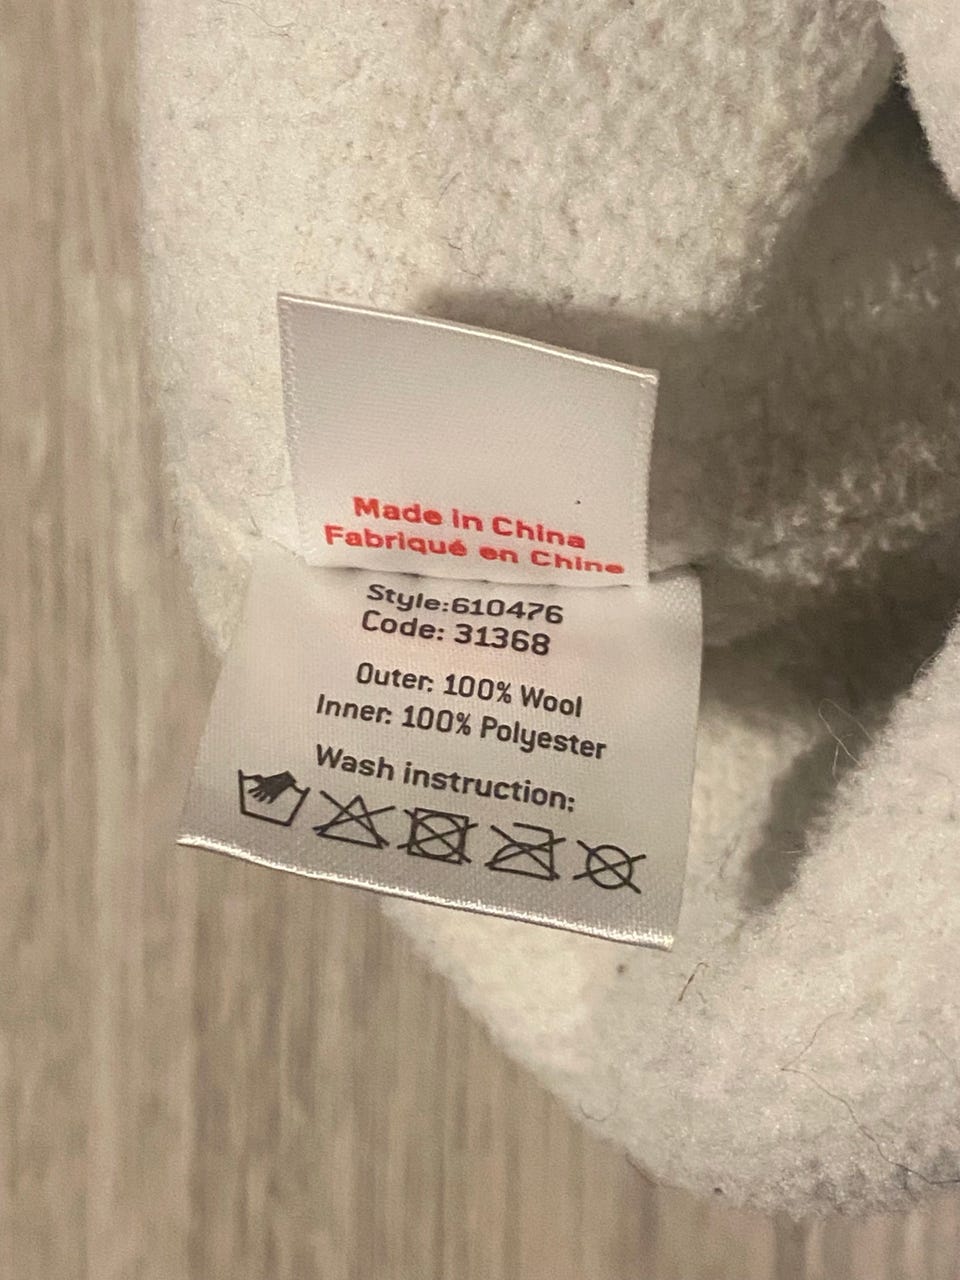 Made in China
Fabriqué en Chine
Style:610476
Code: 31368
Outer: 100% Wool
Inner: 100% Polyester
Wash instruction: